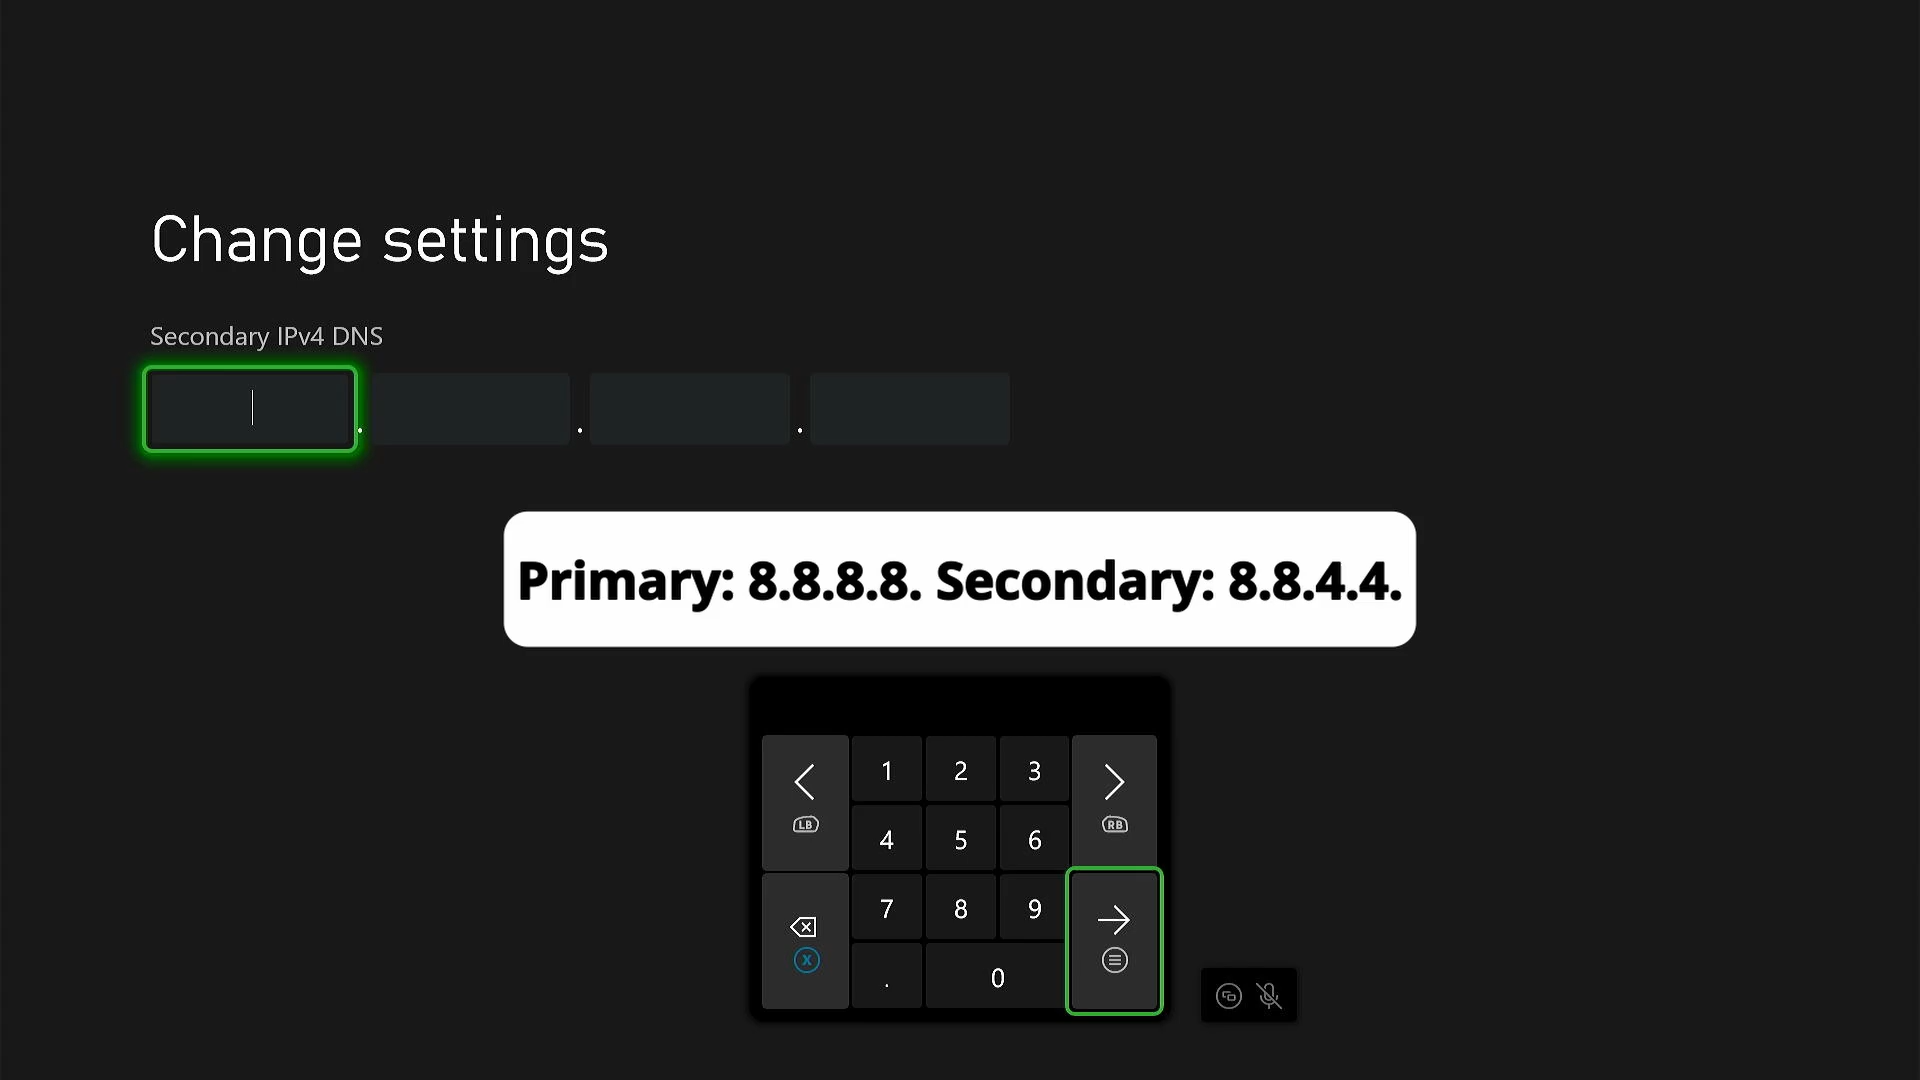 Change settings
Secondary IPv4 DNS
. . .
Primary: 8.8.8.8. Secondary: 8.8.4.4.
1 2 3
LB RB
4 5 6
7 8 9
X
. 0